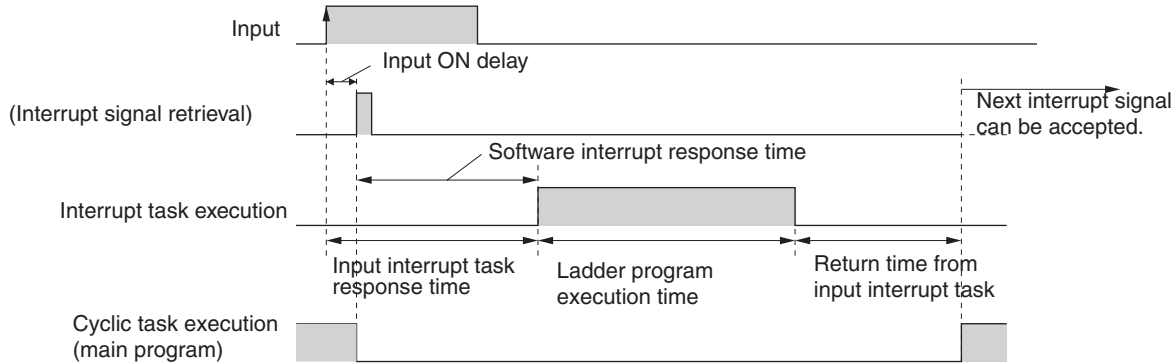 Input
Input ON delay
(Interrupt signal retrieval)
Next interrupt signal
can be accepted.
Software interrupt response time
Interrupt task execution
Input interrupt task
response time
Ladder program
execution time
Return time from
input interrupt task
Cyclic task execution
(main program)